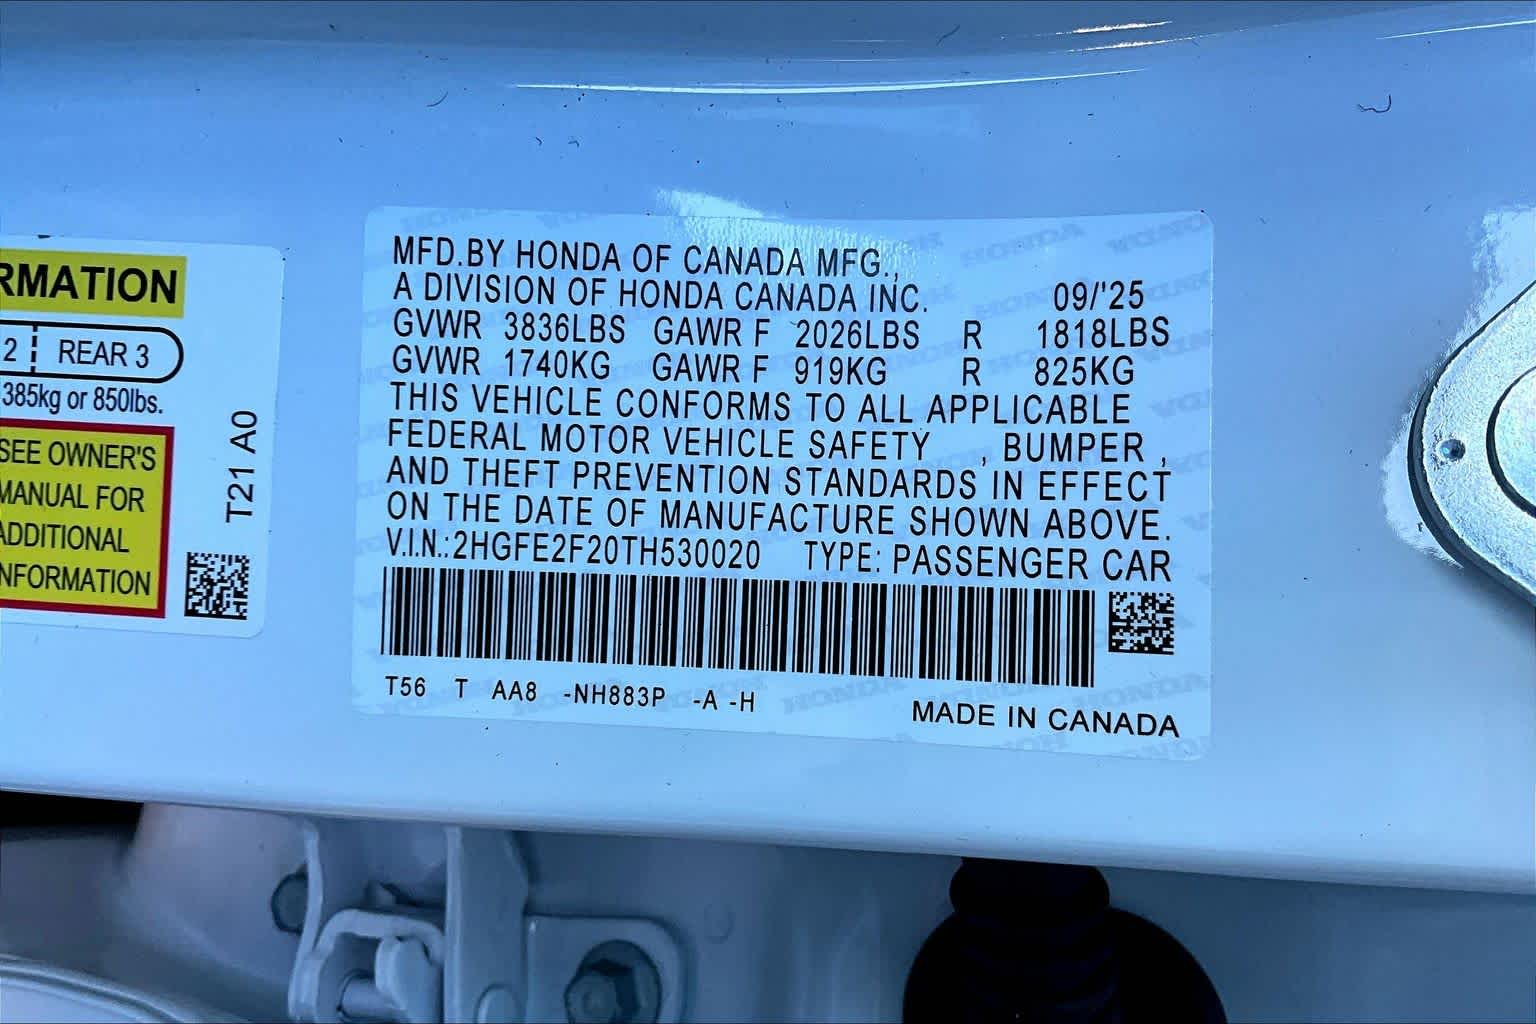 RMATION
2 REAR 3
385kg or 850lbs.
SEE OWNER'S
MANUAL FOR
ADDITIONAL
INFORMATION
T21 A0
MFD.BY HONDA OF CANADA MFG.,
A DIVISION OF HONDA CANADA INC. 09/'25
GVWR 3836LBS GAWR F 2026LBS R 1818LBS
GVWR 1740KG GAWR F 919KG R 825KG
THIS VEHICLE CONFORMS TO ALL APPLICABLE
FEDERAL MOTOR VEHICLE SAFETY , BUMPER ,
AND THEFT PREVENTION STANDARDS IN EFFECT
ON THE DATE OF MANUFACTURE SHOWN ABOVE.
V.I.N.:2HGFE2F20TH530020 TYPE: PASSENGER CAR
T56 T AA8 -NH883P -A -H
MADE IN CANADA